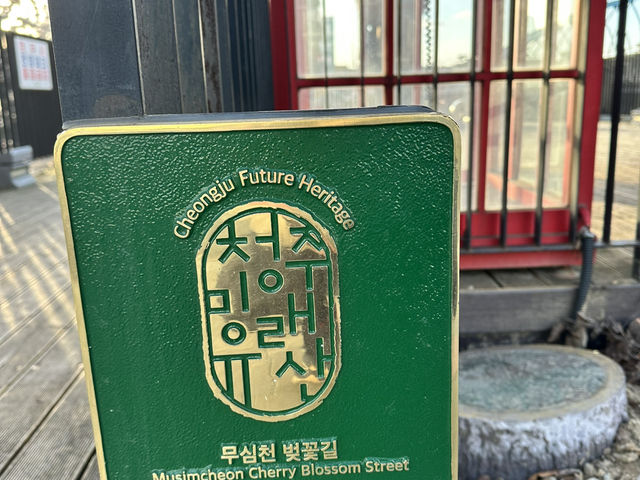 Cheongju Future Heritage
청주
미래
유산
무심천 벚꽃길
Musimcheon Cherry Blossom Street